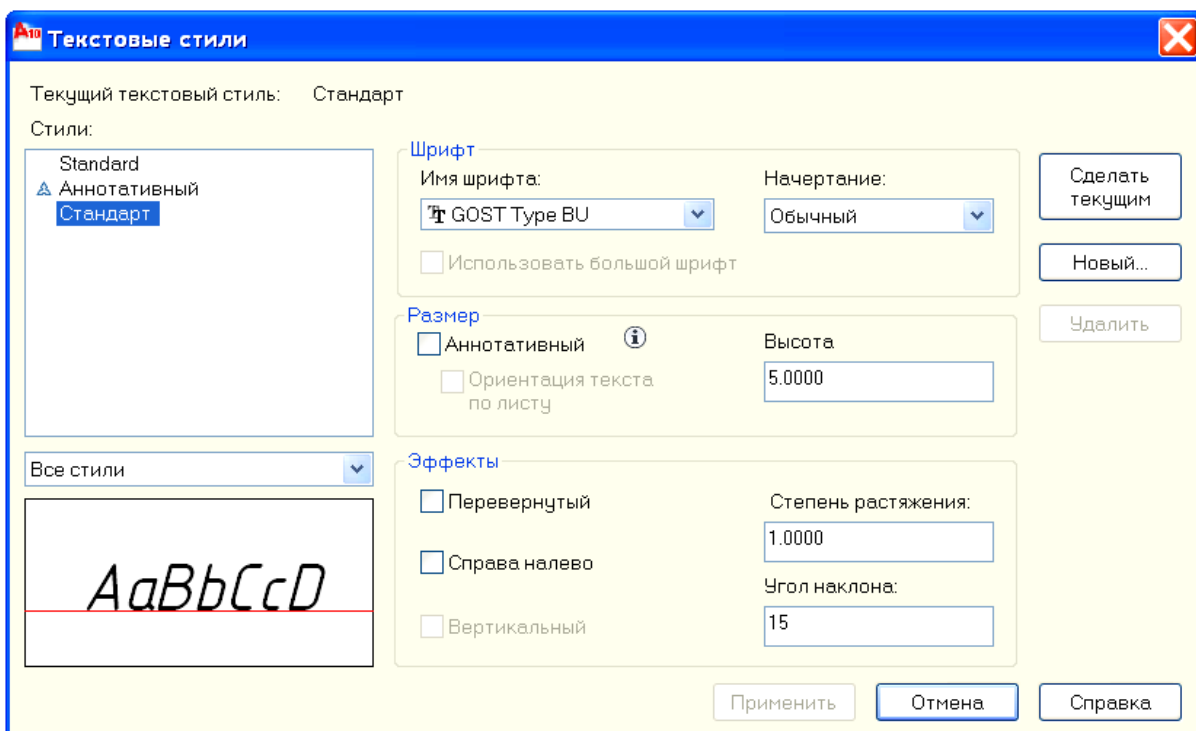 A10 Текстовые стили
Текущий текстовый стиль: Стандарт
Стили:
Standard
Аннотативный
Стандарт
Все стили
AaBbCcD
Шрифт
Имя шрифта: Начертание:
GOST Type BU Обычный
Использовать большой шрифт
Размер
Аннотативный Высота
Ориентация текста 5.0000
по листу
Эффекты
Перевернутый Степень растяжения:
1.0000
Справа налево
Угол наклона:
Вертикальный 15
Сделать
текущим
Новый...
Удалить
Применить Отмена Справка